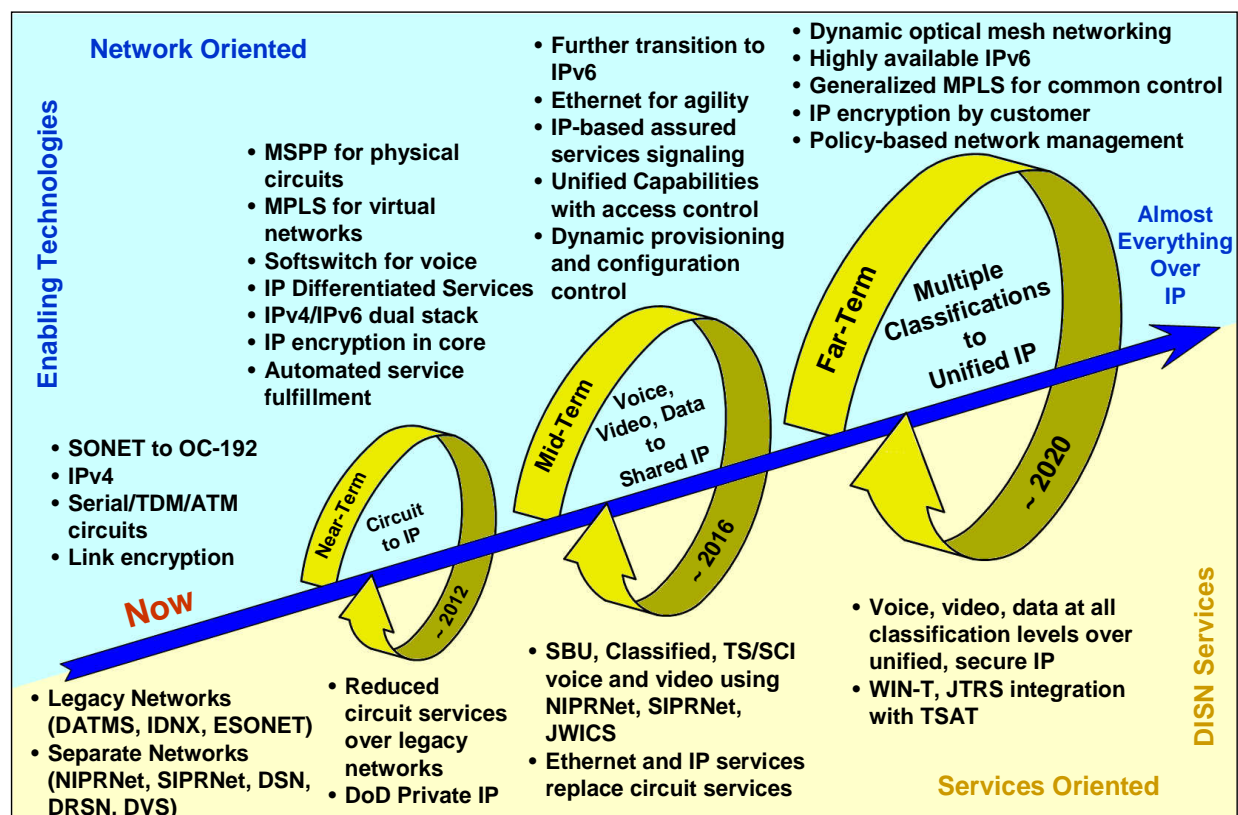 Network Oriented
Enabling Technologies
• SONET to OC-192
• IPv4
• Serial/TDM/ATM
circuits
• Link encryption
• MSPP for physical
circuits
• MPLS for virtual
networks
• Softswitch for voice
• IP Differentiated Services
• IPv4/IPv6 dual stack
• IP encryption in core
• Automated service
fulfillment
• Further transition to
IPv6
• Ethernet for agility
• IP-based assured
services signaling
• Unified Capabilities
with access control
• Dynamic provisioning
and configuration
control
• Dynamic optical mesh networking
• Highly available IPv6
• Generalized MPLS for common control
• IP encryption by customer
• Policy-based network management
Now
Near-Term
Circuit
to IP
~ 2012
Mid-Term
Voice,
Video, Data
to
Shared IP
~ 2016
Far-Term
Multiple
Classifications
to
Unified IP
~ 2020
Almost
Everything
Over
IP
• Legacy Networks
(DATMS, IDNX, ESONET)
• Separate Networks
(NIPRNet, SIPRNet, DSN,
DRSN, DVS)
• Reduced
circuit services
over legacy
networks
• DoD Private IP
• SBU, Classified, TS/SCI
voice and video using
NIPRNet, SIPRNet,
JWICS
• Ethernet and IP services
replace circuit services
• Voice, video, data at all
classification levels over
unified, secure IP
• WIN-T, JTRS integration
with TSAT
DISN Services
Services Oriented